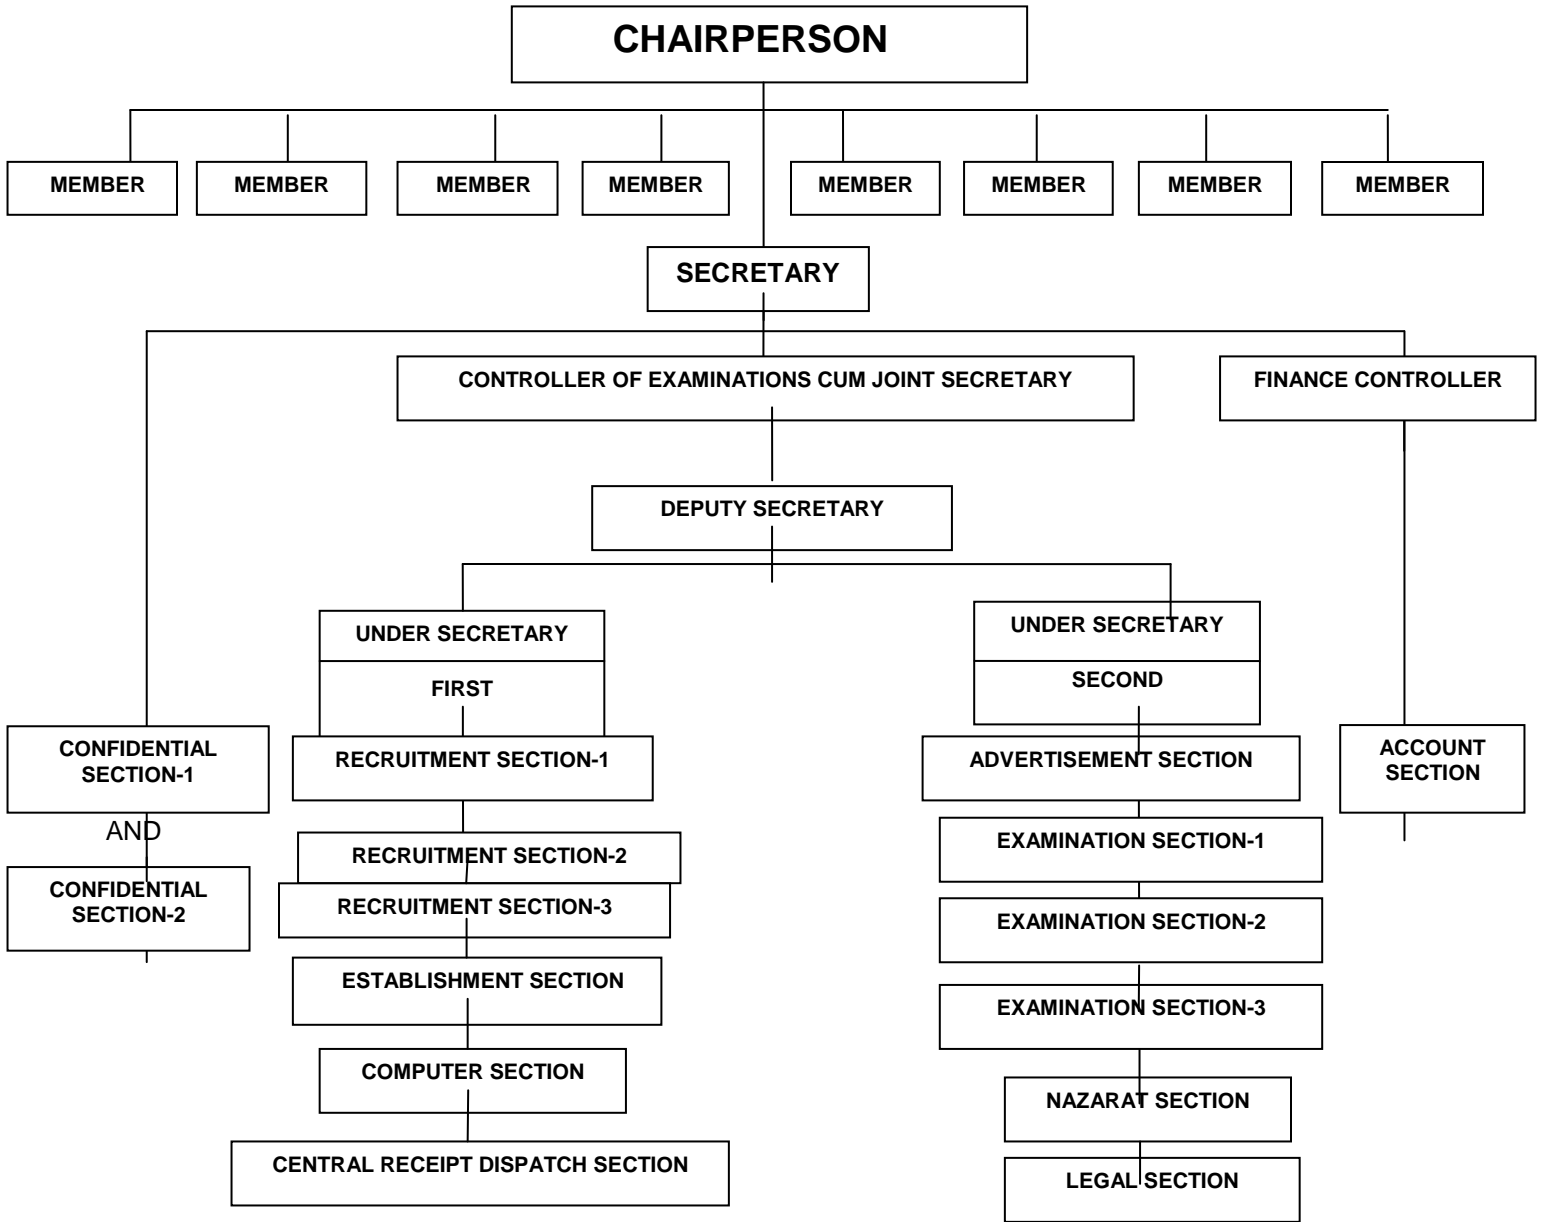 CHAIRPERSON
MEMBER
MEMBER
MEMBER
MEMBER
MEMBER
MEMBER
MEMBER
MEMBER
SECRETARY
CONTROLLER OF EXAMINATIONS CUM JOINT SECRETARY
FINANCE CONTROLLER
DEPUTY SECRETARY
UNDER SECRETARY
FIRST
RECRUITMENT SECTION-1
RECRUITMENT SECTION-2
RECRUITMENT SECTION-3
ESTABLISHMENT SECTION
COMPUTER SECTION
CENTRAL RECEIPT DISPATCH SECTION
UNDER SECRETARY
SECOND
ADVERTISEMENT SECTION
EXAMINATION SECTION-1
EXAMINATION SECTION-2
EXAMINATION SECTION-3
NAZARAT SECTION
LEGAL SECTION
CONFIDENTIAL
SECTION-1
AND
CONFIDENTIAL
SECTION-2
ACCOUNT
SECTION